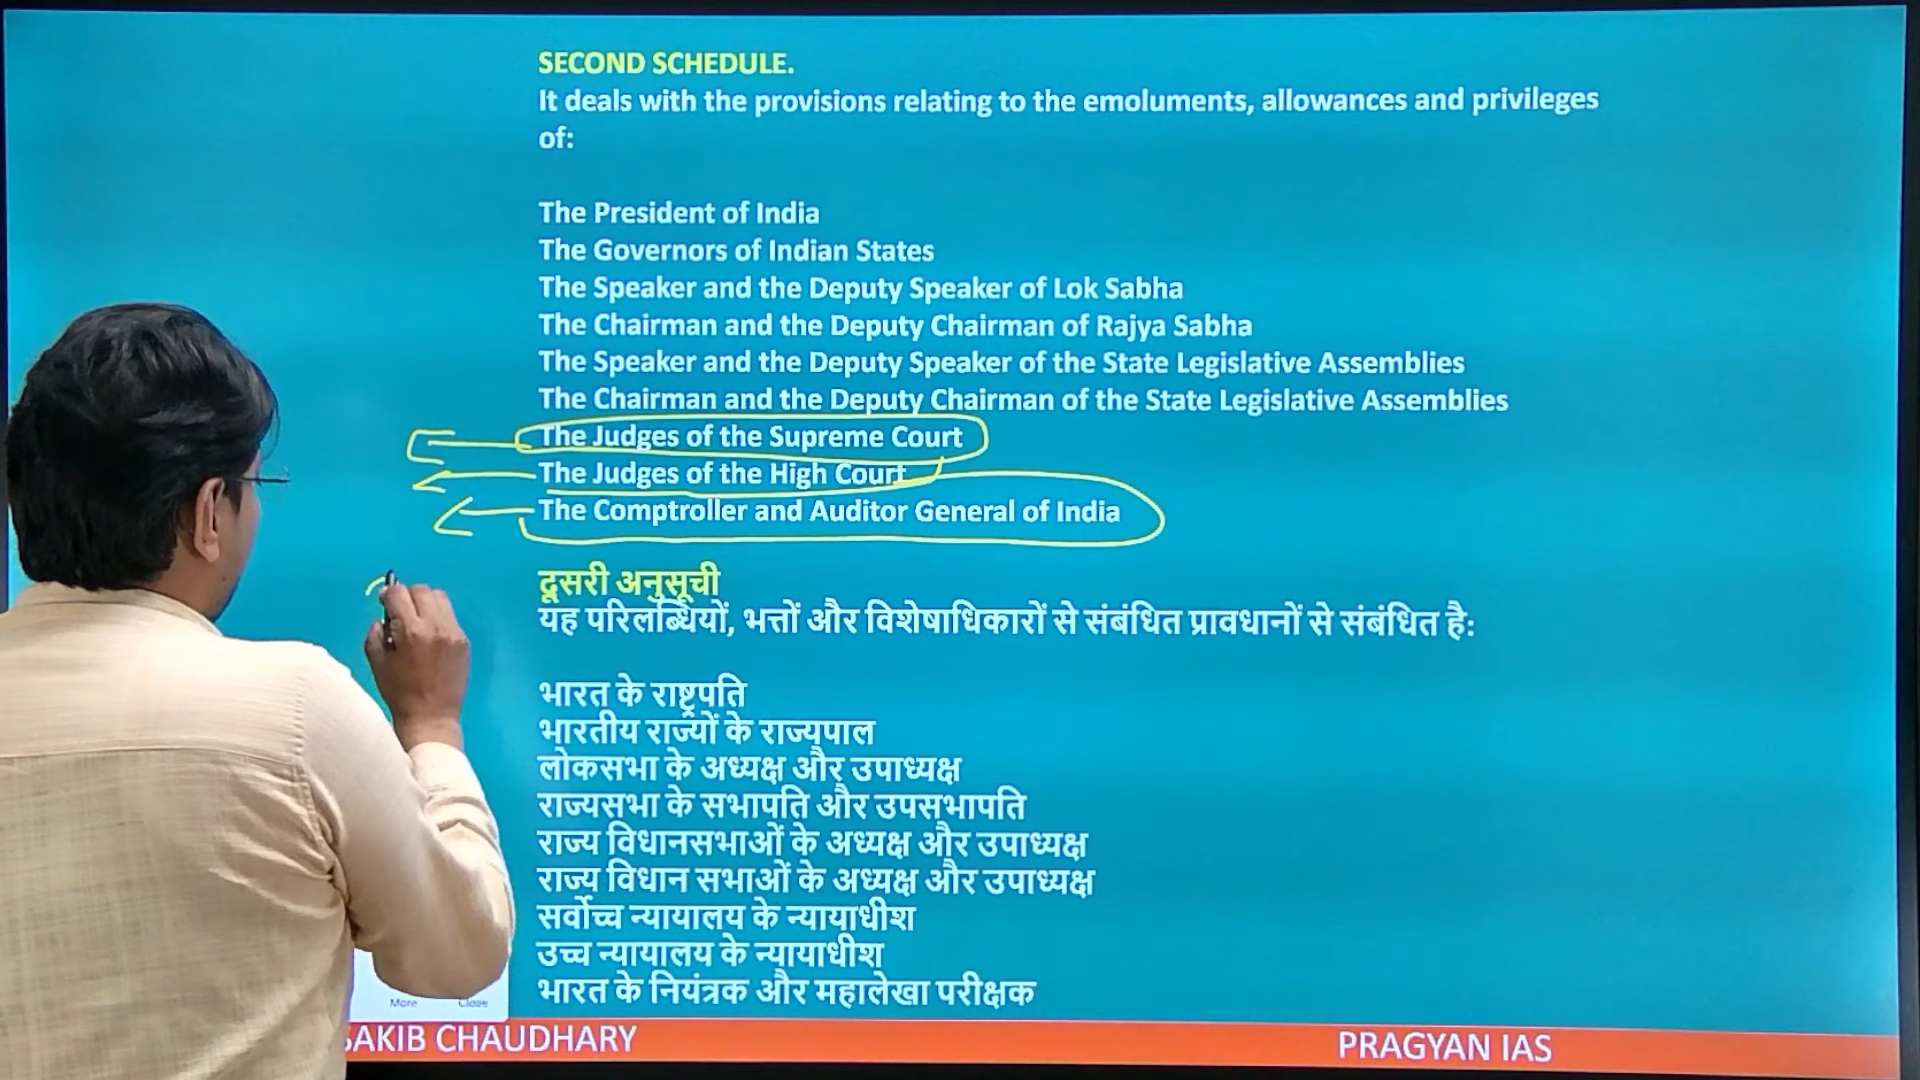 SECOND SCHEDULE.
It deals with the provisions relating to the emoluments, allowances and privileges
of:
The President of India
The Governors of Indian States
The Speaker and the Deputy Speaker of Lok Sabha
The Chairman and the Deputy Chairman of Rajya Sabha
The Speaker and the Deputy Speaker of the State Legislative Assemblies
The Chairman and the Deputy Chairman of the State Legislative Assemblies
The Judges of the Supreme Court
The Judges of the High Court
The Comptroller and Auditor General of India
दूसरी अनुसूची
यह परिलब्धियों, भत्तों और विशेषाधिकारों से संबंधित प्रावधानों से संबंधित है:
भारत के राष्ट्रपति
भारतीय राज्यों के राज्यपाल
लोकसभा के अध्यक्ष और उपाध्यक्ष
राज्यसभा के सभापति और उपसभापति
राज्य विधानसभाओं के अध्यक्ष और उपाध्यक्ष
राज्य विधान सभाओं के अध्यक्ष और उपाध्यक्ष
सर्वोच्च न्यायालय के न्यायाधीश
उच्च न्यायालय के न्यायाधीश
भारत के नियंत्रक और महालेखा परीक्षक
More Close
SAKIB CHAUDHARY PRAGYAN IAS